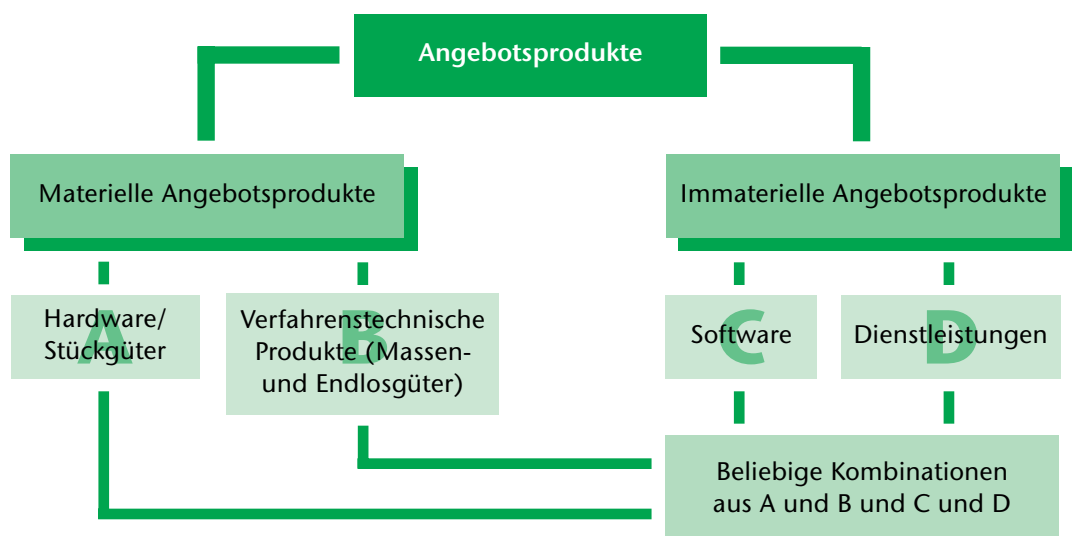 Angebotsprodukte
Materielle Angebotsprodukte
Immaterielle Angebotsprodukte
A
Hardware/
Stückgüter
B
Verfahrenstechnische
Produkte (Massen-
und Endlosgüter)
C
Software
D
Dienstleistungen
Beliebige Kombinationen
aus A und B und C und D